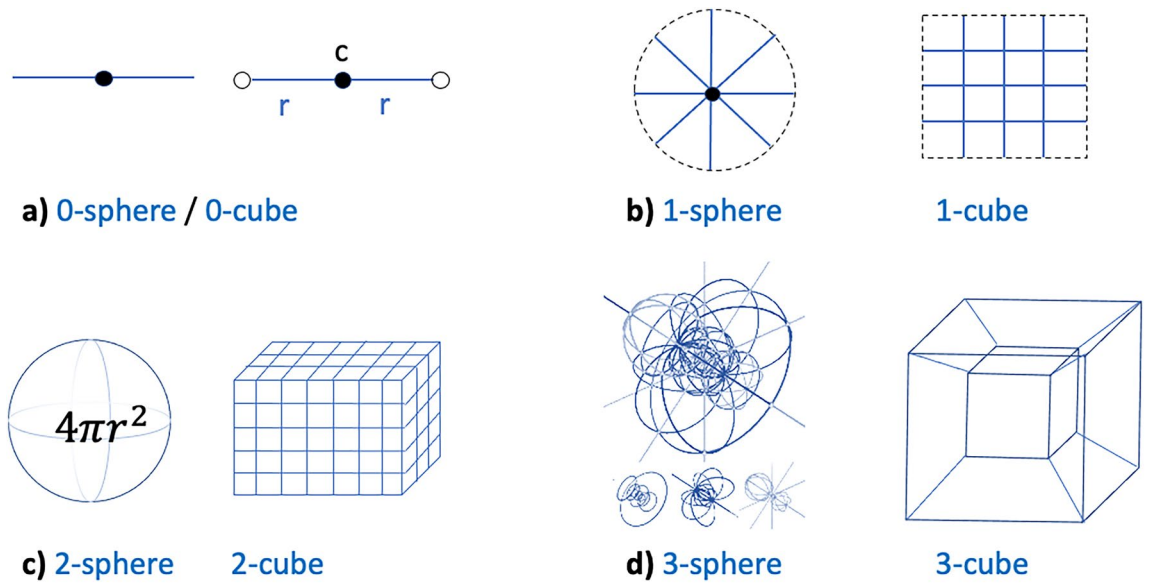 c
r r
a) 0-sphere / 0-cube
b) 1-sphere 1-cube
4πr²
c) 2-sphere 2-cube
d) 3-sphere 3-cube